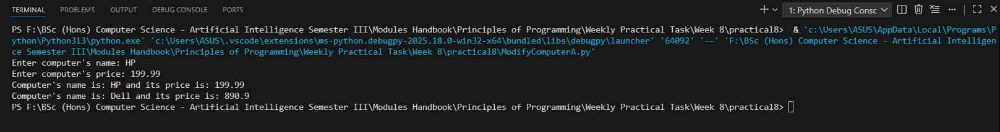 TERMINAL PROBLEMS OUTPUT DEBUG CONSOLE PORTS 1: Python Debug Consc
PS F:\BSc (Hons) Computer Science - Artificial Intelligence Semester III\Modules Handbook\Principles of Programming\Weekly Practical Task\Week 8\practical8>  & 'c:\Users\ASUS\AppData\Local\Programs\P
ython\Python313\python.exe' 'c:\Users\ASUS\.vscode\extensions\ms-python.debugpy-2025.18.0-win32-x64\bundled\libs\debugpy\launcher' '64092' '--' 'F:\BSc (Hons) Computer Science - Artificial Intelligen
ce Semester III\Modules Handbook\Principles of Programming\Weekly Practical Task\Week 8\practical8\ModifyComputerA.py'
Enter computer's name: HP
Enter computer's price: 199.99
Computer's name is: HP and its price is: 199.99
Computer's name is: Dell and its price is: 890.9
PS F:\BSc (Hons) Computer Science - Artificial Intelligence Semester III\Modules Handbook\Principles of Programming\Weekly Practical Task\Week 8\practical8>